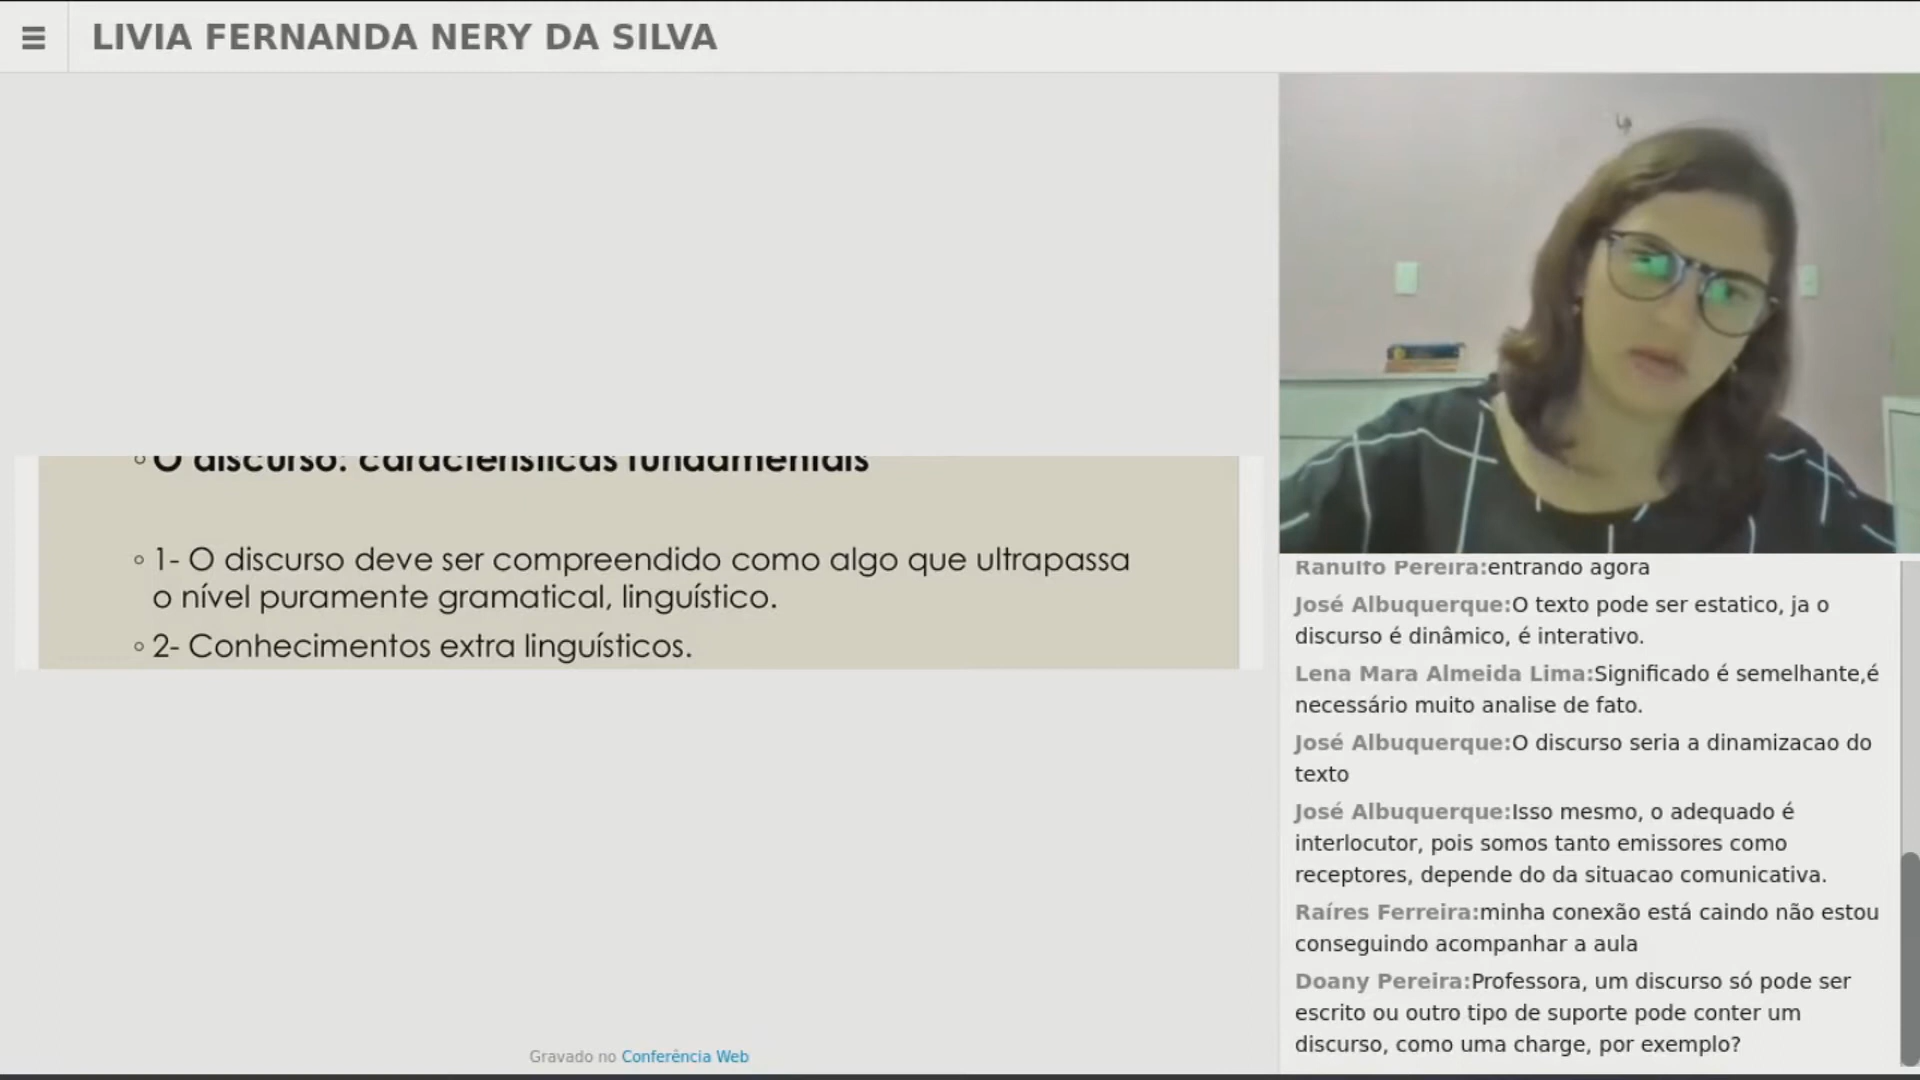 LIVIA FERNANDA NERY DA SILVA
O discurso: características fundamentais
1- O discurso deve ser compreendido como algo que ultrapassa
o nível puramente gramatical, linguístico.
2- Conhecimentos extra linguísticos.
Ranulfo Pereira:entrando agora
José Albuquerque:O texto pode ser estatico, ja o
discurso é dinâmico, é interativo.
Lena Mara Almeida Lima:Significado é semelhante,é
necessário muito analise de fato.
José Albuquerque:O discurso seria a dinamizacao do
texto
José Albuquerque:Isso mesmo, o adequado é
interlocutor, pois somos tanto emissores como
receptores, depende do da situacao comunicativa.
Raíres Ferreira:minha conexão está caindo não estou
conseguindo acompanhar a aula
Doany Pereira:Professora, um discurso só pode ser
escrito ou outro tipo de suporte pode conter um
discurso, como uma charge, por exemplo?
Gravado no Conferência Web